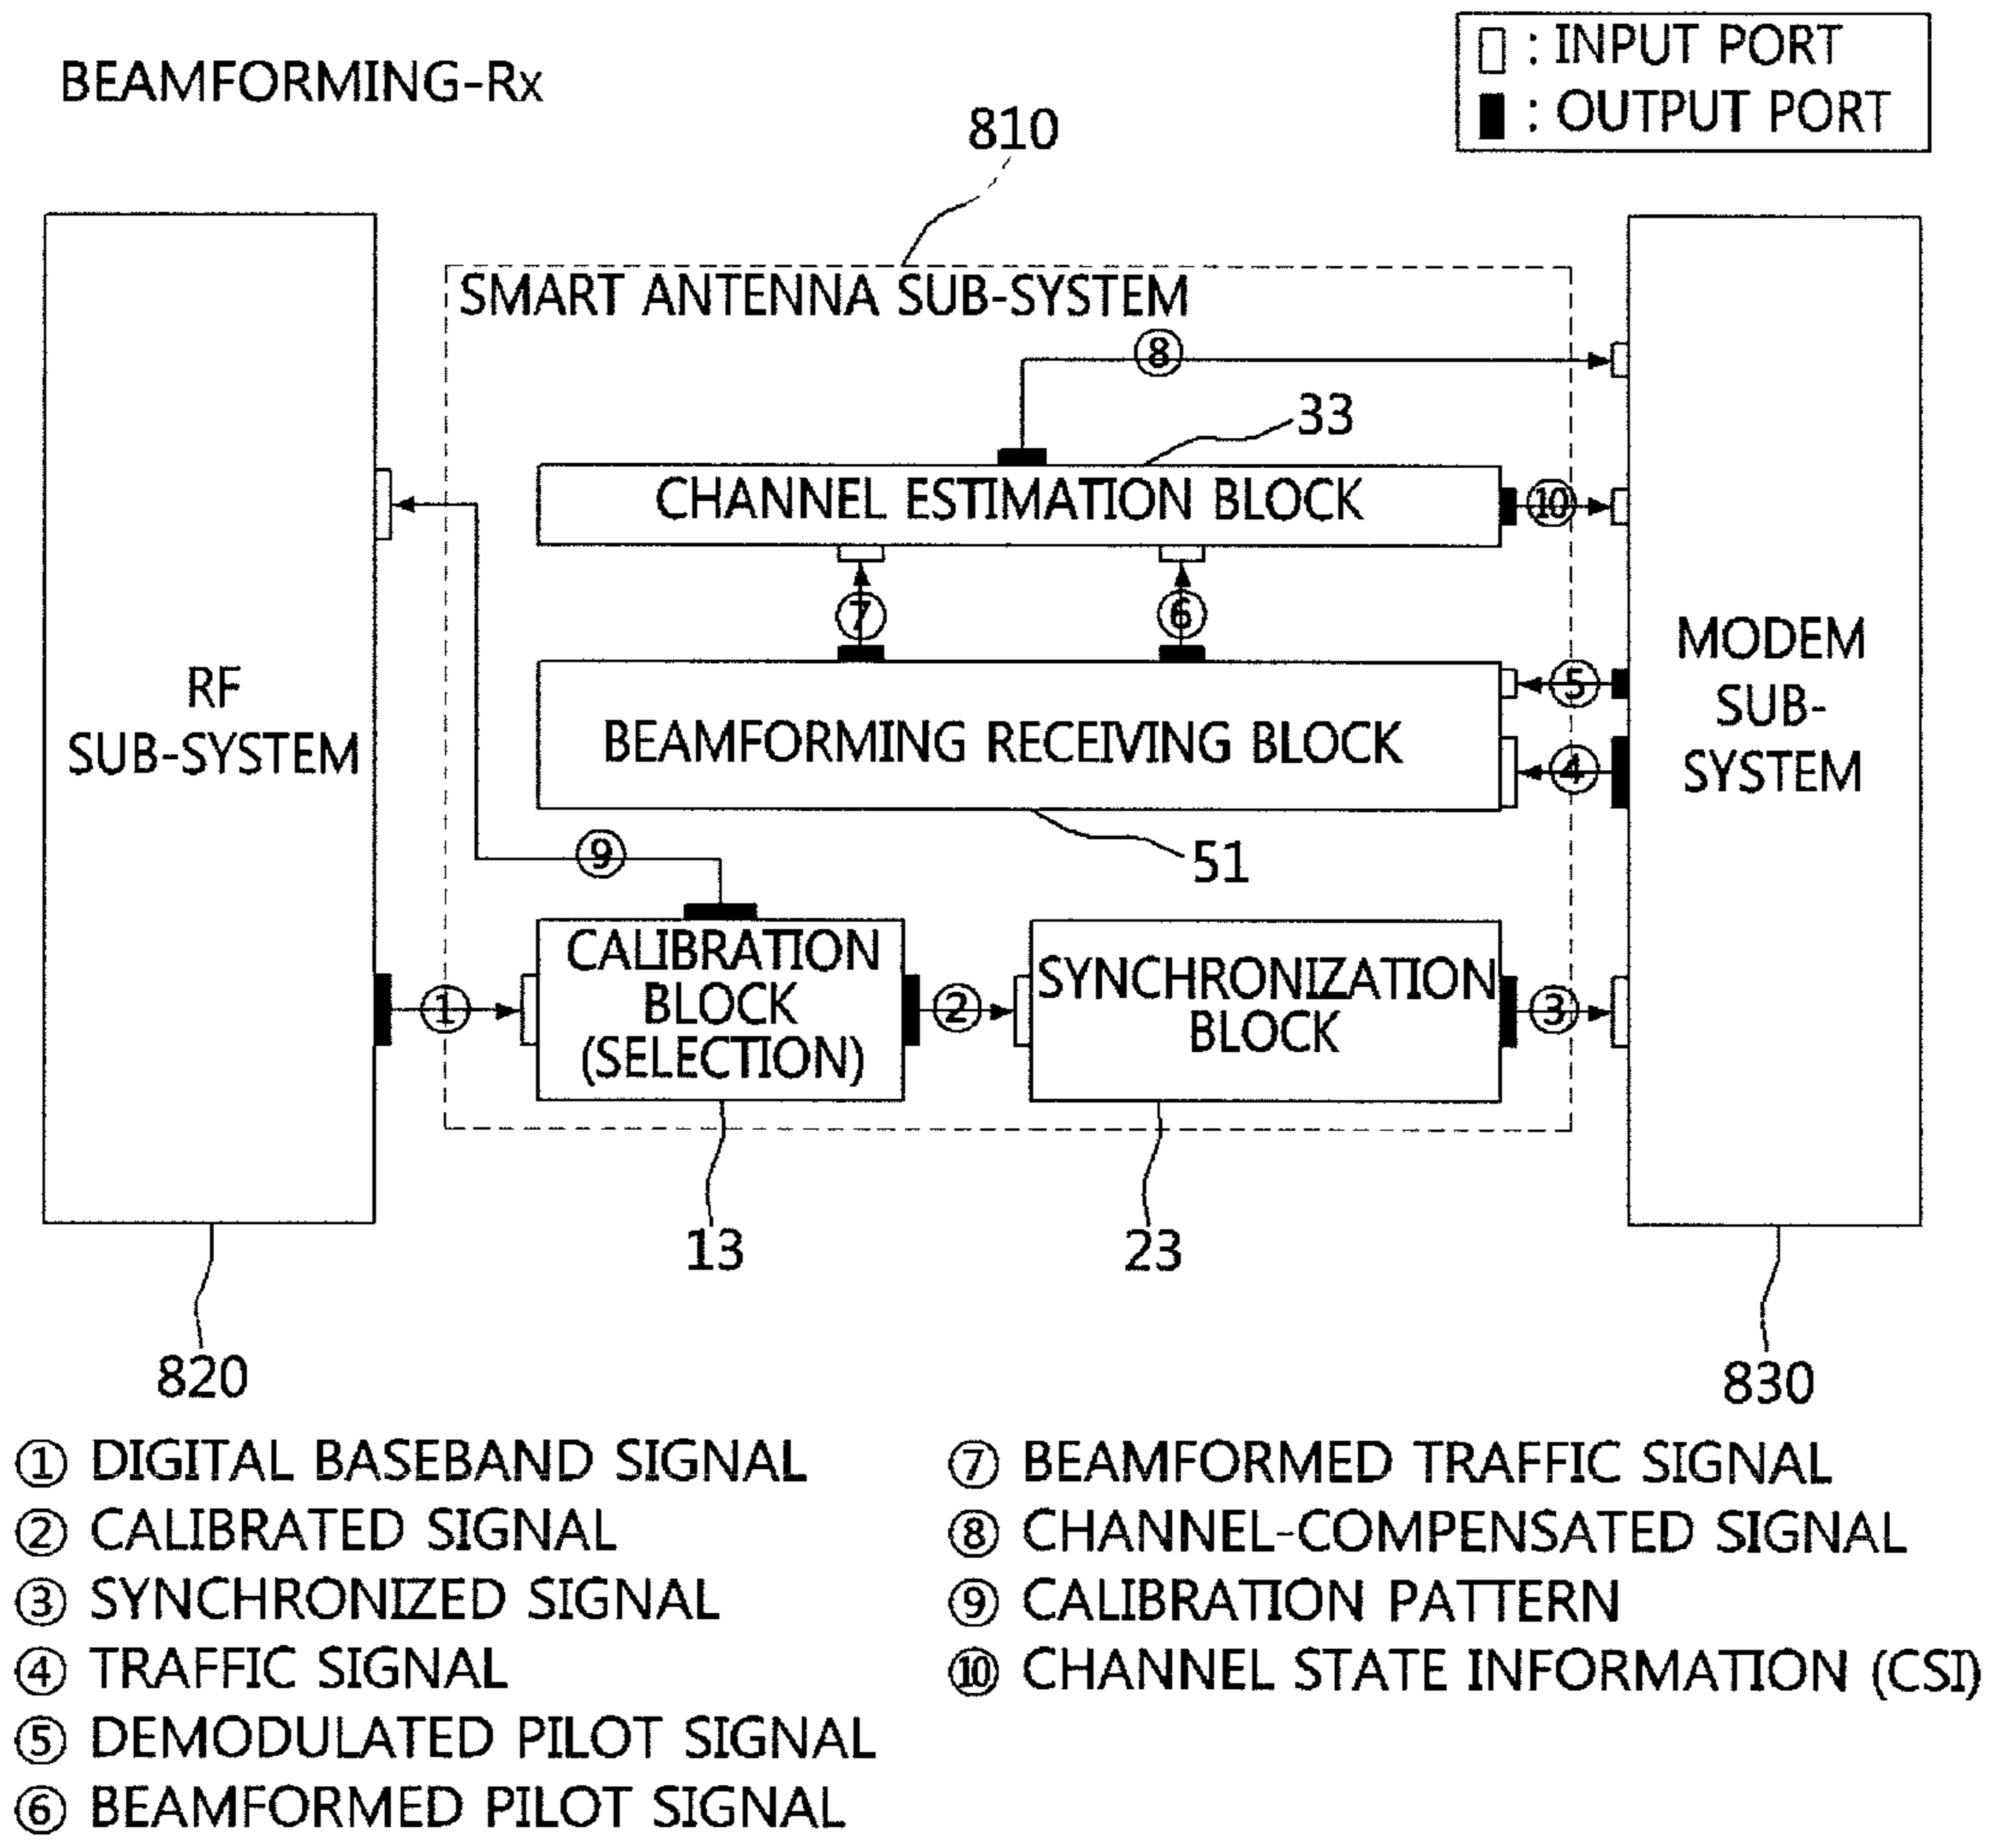 BEAMFORMING-Rx
: INPUT PORT
: OUTPUT PORT
810
SMART ANTENNA SUB-SYSTEM
⑧
33
CHANNEL ESTIMATION BLOCK
⑩
⑦
⑥
RF
SUB-SYSTEM
BEAMFORMING RECEIVING BLOCK
⑤
④
MODEM
SUB-
SYSTEM
51
⑨
①
CALIBRATION
BLOCK
(SELECTION)
②
SYNCHRONIZATION
BLOCK
③
13
23
820
830
① DIGITAL BASEBAND SIGNAL
② CALIBRATED SIGNAL
③ SYNCHRONIZED SIGNAL
④ TRAFFIC SIGNAL
⑤ DEMODULATED PILOT SIGNAL
⑥ BEAMFORMED PILOT SIGNAL
⑦ BEAMFORMED TRAFFIC SIGNAL
⑧ CHANNEL-COMPENSATED SIGNAL
⑨ CALIBRATION PATTERN
⑩ CHANNEL STATE INFORMATION (CSI)